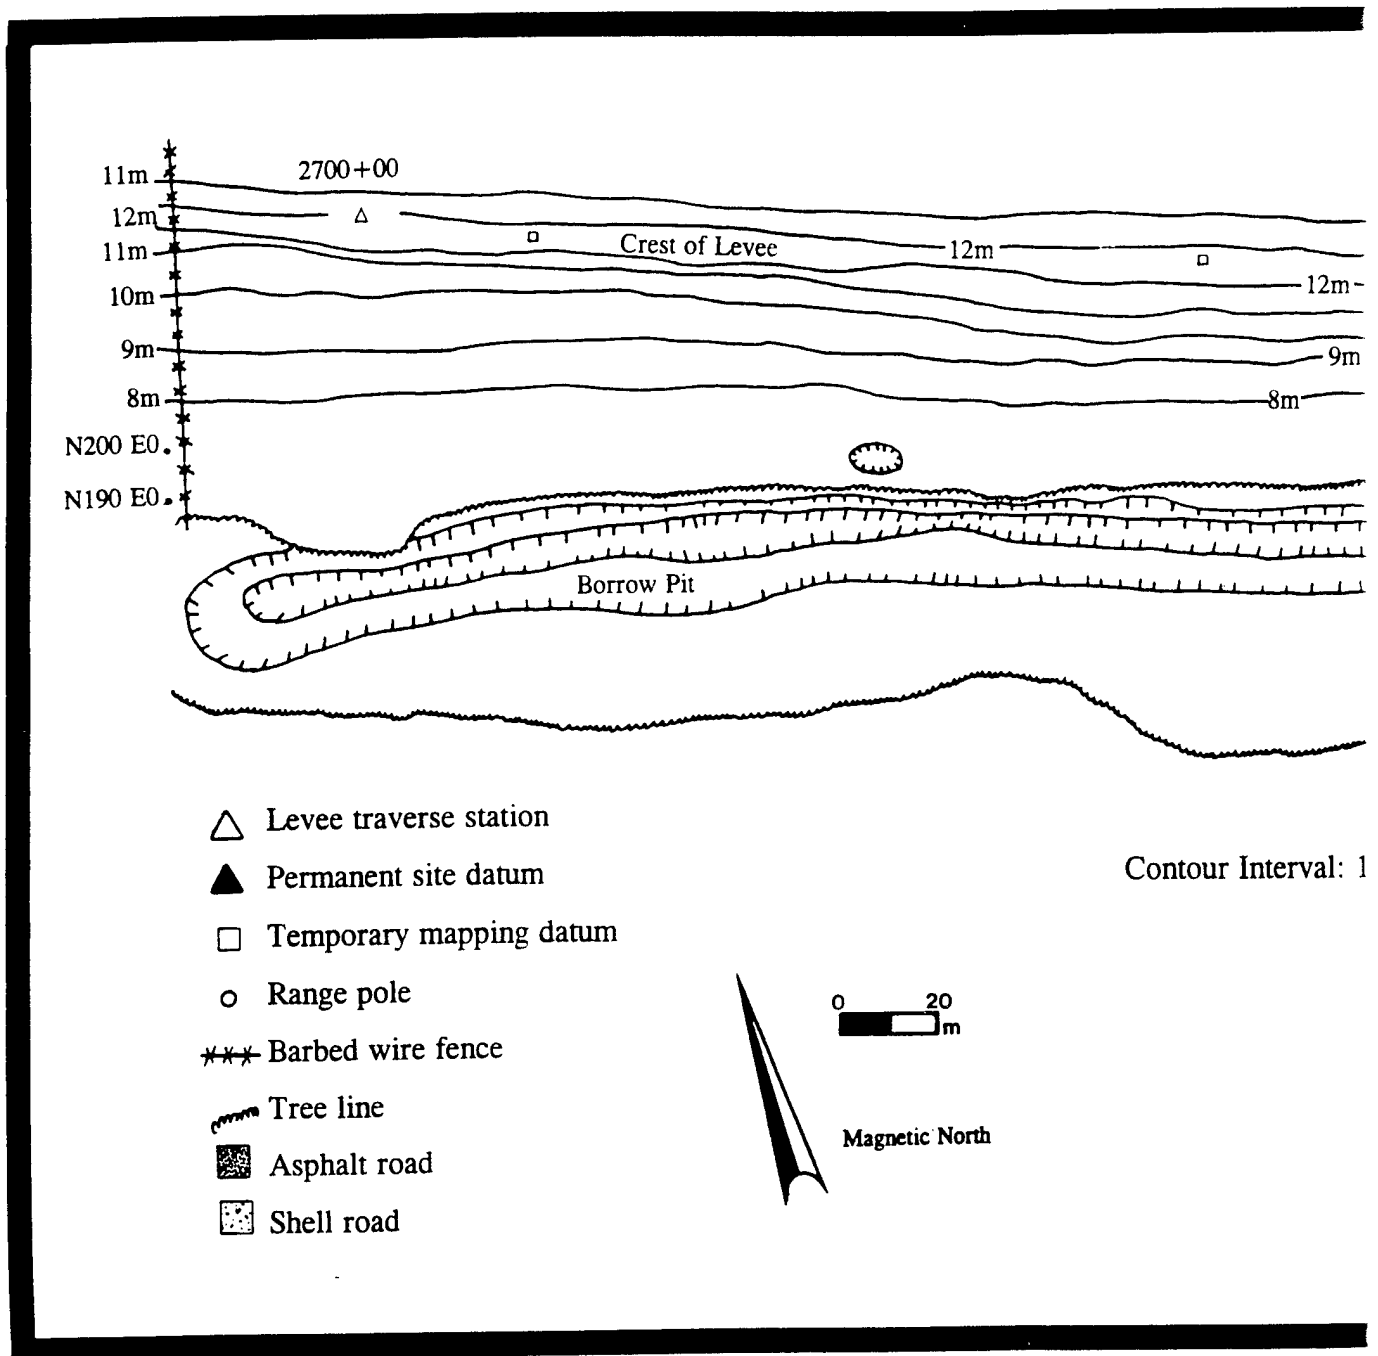 2700+00
11m
12m
11m
Crest of Levee
12m
12m
10m
9m
9m
8m
8m
N200 E0
N190 E0
Borrow Pit
Levee traverse station
Permanent site datum
Contour Interval: 1
Temporary mapping datum
Range pole
0 20
m
Barbed wire fence
Tree line
Magnetic North
Asphalt road
Shell road